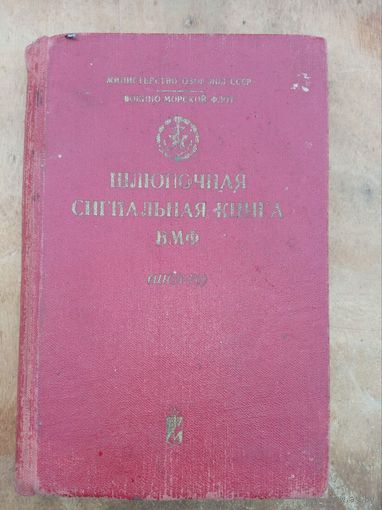 МИНИСТЕРСТВО ОБОРОНЫ СССР
ВОЕННО МОРСКОЙ ФЛОТ
ШЛЮПОЧНАЯ
СИГНАЛЬНАЯ КНИГА
ВМФ